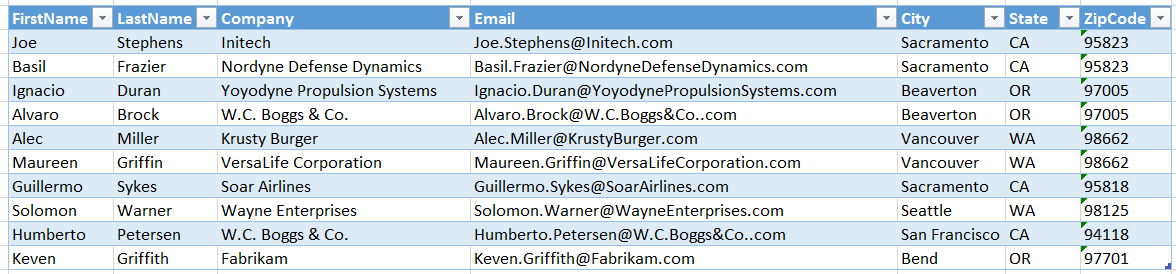 FirstName LastName Company Email City State ZipCode
Joe Stephens Initech Joe.Stephens@Initech.com Sacramento CA 95823
Basil Frazier Nordyne Defense Dynamics Basil.Frazier@NordyneDefenseDynamics.com Sacramento CA 95823
Ignacio Duran Yoyodyne Propulsion Systems Ignacio.Duran@YoyodynePropulsionSystems.com Beaverton OR 97005
Alvaro Brock W.C. Boggs & Co. Alvaro.Brock@W.C.Boggs&Co..com Beaverton OR 97005
Alec Miller Krusty Burger Alec.Miller@KrustyBurger.com Vancouver WA 98662
Maureen Griffin VersaLife Corporation Maureen.Griffin@VersaLifeCorporation.com Vancouver WA 98662
Guillermo Sykes Soar Airlines Guillermo.Sykes@SoarAirlines.com Sacramento CA 95818
Solomon Warner Wayne Enterprises Solomon.Warner@WayneEnterprises.com Seattle WA 98125
Humberto Petersen W.C. Boggs & Co. Humberto.Petersen@W.C.Boggs&Co..com San Francisco CA 94118
Keven Griffith Fabrikam Keven.Griffith@Fabrikam.com Bend OR 97701